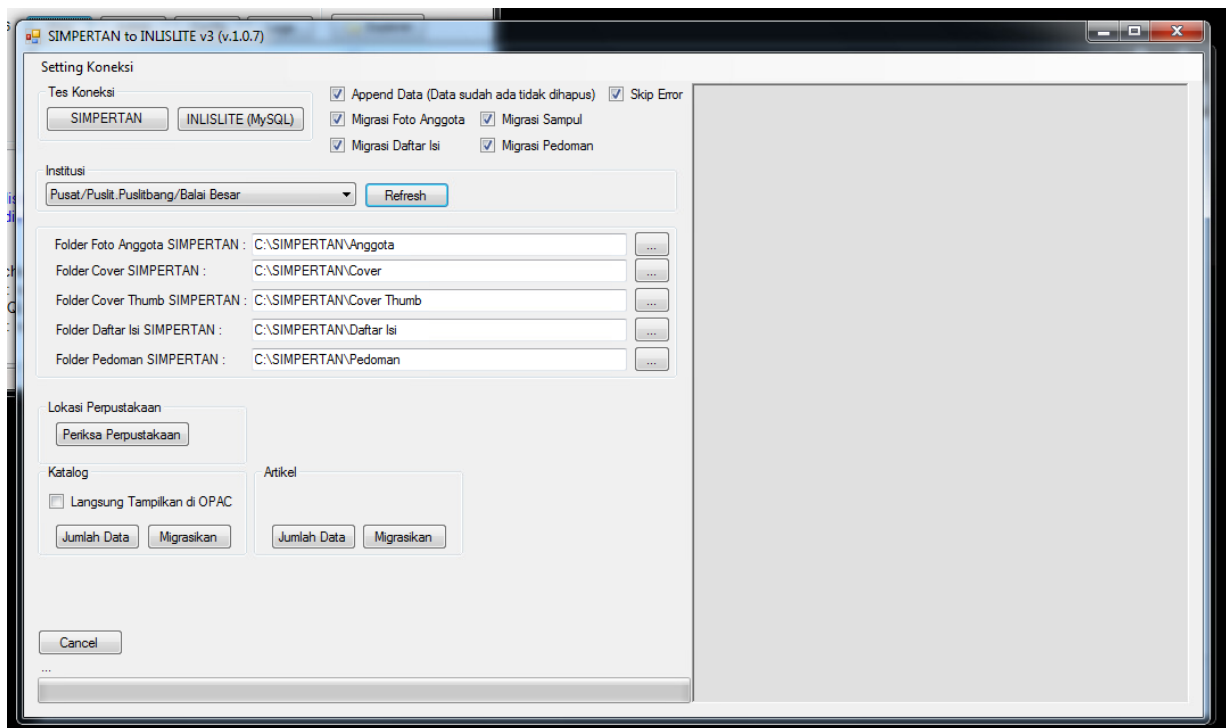 SIMPERTAN to INLISLITE v3 (v.1.0.7)
Setting Koneksi
Tes Koneksi
SIMPERTAN INLISLITE (MySQL)
Append Data (Data sudah ada tidak dihapus) Skip Error
Migrasi Foto Anggota Migrasi Sampul
Migrasi Daftar Isi Migrasi Pedoman
Institusi
Pusat/Puslit.Puslitbang/Balai Besar Refresh
Folder Foto Anggota SIMPERTAN : C:\SIMPERTAN\Anggota ...
Folder Cover SIMPERTAN : C:\SIMPERTAN\Cover ...
Folder Cover Thumb SIMPERTAN : C:\SIMPERTAN\Cover Thumb ...
Folder Daftar Isi SIMPERTAN : C:\SIMPERTAN\Daftar Isi ...
Folder Pedoman SIMPERTAN : C:\SIMPERTAN\Pedoman ...
Lokasi Perpustakaan
Periksa Perpustakaan
Katalog Artikel
Langsung Tampilkan di OPAC
Jumlah Data Migrasikan Jumlah Data Migrasikan
Cancel
...